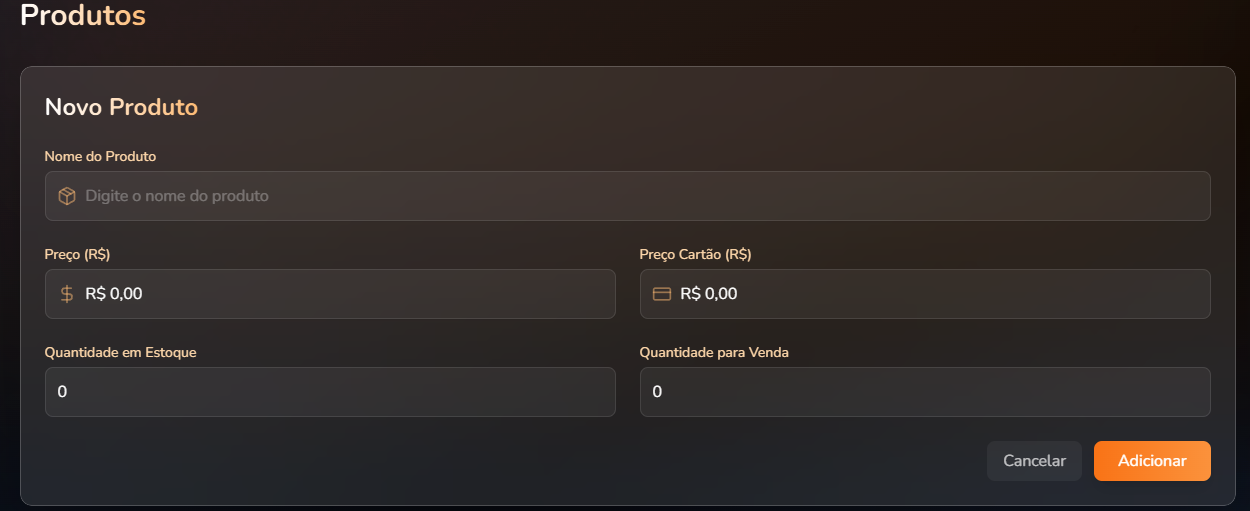 Produtos
Novo Produto
Nome do Produto
Digite o nome do produto
Preço (R$)
Preço Cartão (R$)
R$ 0,00
R$ 0,00
Quantidade em Estoque
Quantidade para Venda
0
0
Cancelar
Adicionar